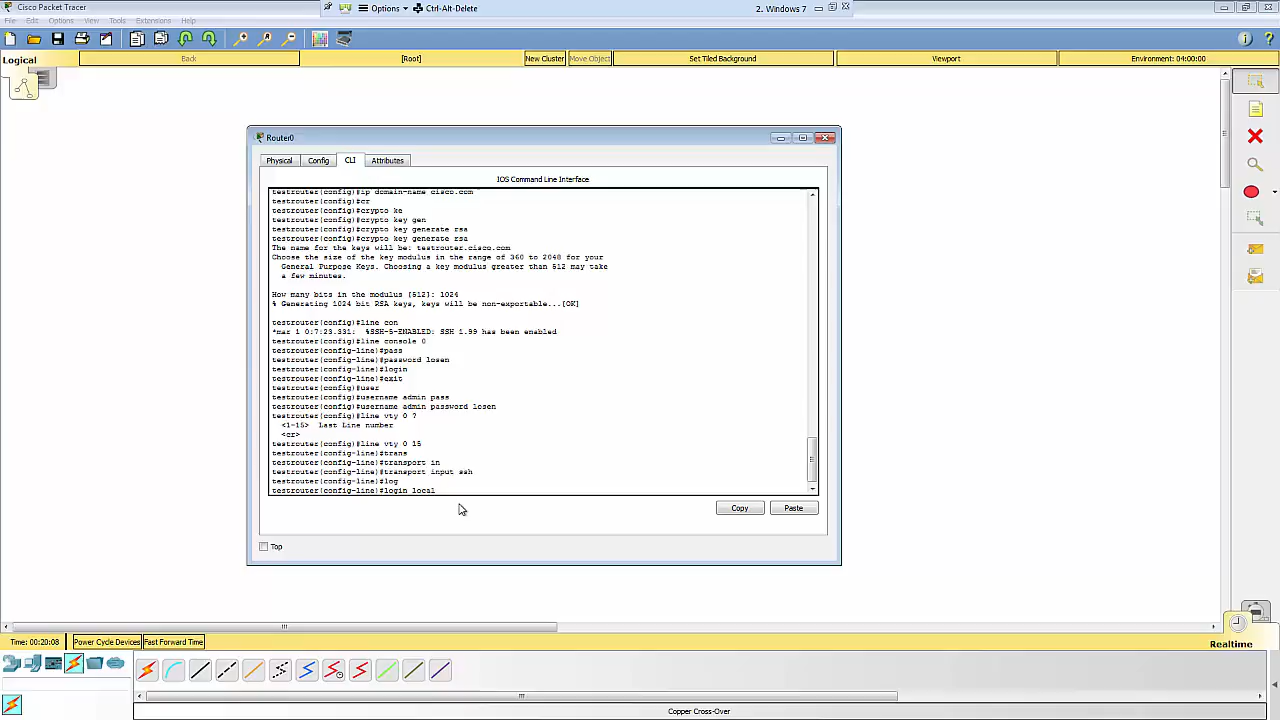 Cisco Packet Tracer
Options
Ctrl-Alt-Delete
2. Windows 7
File Edit Options View Tools Extensions Help
Logical
Back
[Root]
New Cluster
Move Object
Set Tiled Background
Viewport
Environment: 04:00:00
Router0
Physical
Config
CLI
Attributes
IOS Command Line Interface
testrouter(config)#ip domain-name cisco.com
testrouter(config)#cr
testrouter(config)#crypto ke
testrouter(config)#crypto key gen
testrouter(config)#crypto key generate rsa
testrouter(config)#crypto key generate rsa
The name for the keys will be: testrouter.cisco.com
Choose the size of the key modulus in the range of 360 to 2048 for your
General Purpose Keys. Choosing a key modulus greater than 512 may take
a few minutes.
How many bits in the modulus [512]: 1024
% Generating 1024 bit RSA keys, keys will be non-exportable...[OK]
testrouter(config)#line con
*mar 1 0:7:23.331: %SSH-5-ENABLED: SSH 1.99 has been enabled
testrouter(config)#line console 0
testrouter(config-line)#pass
testrouter(config-line)#password losen
testrouter(config-line)#login
testrouter(config-line)#exit
testrouter(config)#user
testrouter(config)#username admin pass
testrouter(config)#username admin password losen
testrouter(config)#line vty 0 ?
<1-15> Last Line number
<cr>
testrouter(config)#line vty 0 15
testrouter(config-line)#trans
testrouter(config-line)#transport in
testrouter(config-line)#transport input ssh
testrouter(config-line)#log
testrouter(config-line)#login local
Copy
Paste
Top
Time: 00:20:08
Power Cycle Devices
Fast Forward Time
Realtime
Copper Cross-Over